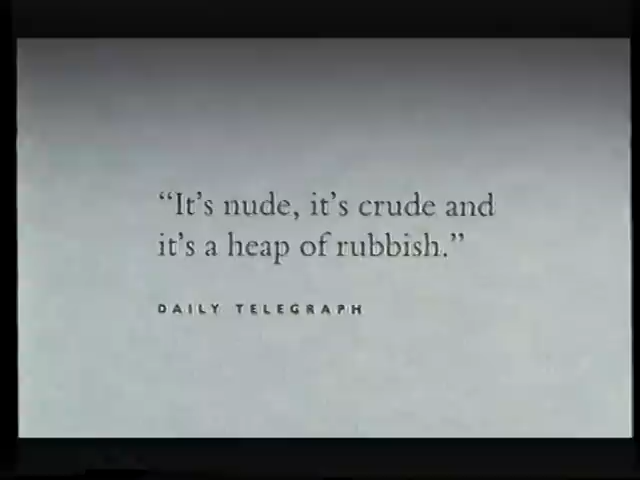 “It’s nude, it’s crude and
it’s a heap of rubbish.”
DAILY TELEGRAPH